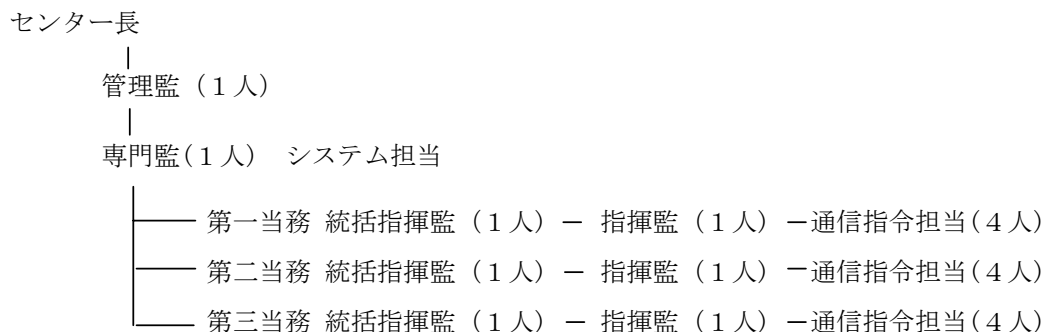 センター長
管理監（１人）
専門監(１人)　システム担当
第一当務 統括指揮監（１人）－ 指揮監（１人）－通信指令担当(４人)
第二当務 統括指揮監（１人）－ 指揮監（１人）－通信指令担当(４人)
第三当務 統括指揮監（１人）－ 指揮監（１人）－通信指令担当(４人)